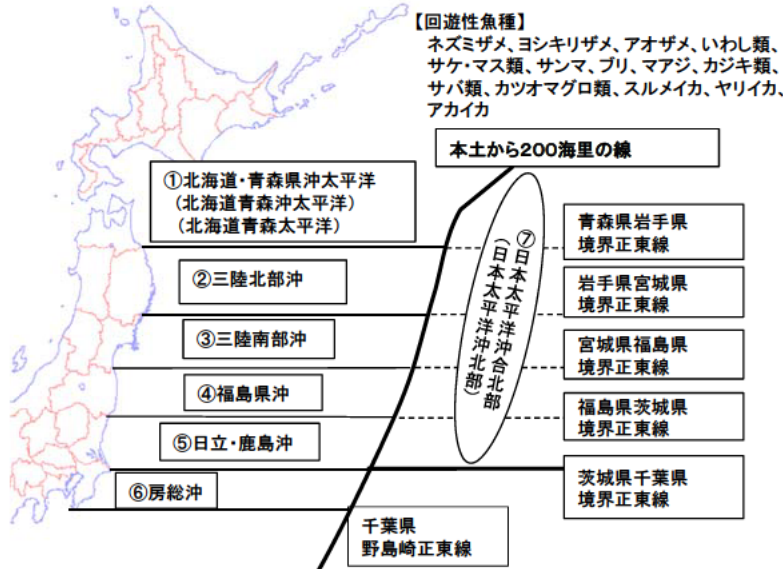 【回遊性魚種】
ネズミザメ、ヨシキリザメ、アオザメ、いわし類、
サケ・マス類、サンマ、ブリ、マアジ、カジキ類、
サバ類、カツオマグロ類、スルメイカ、ヤリイカ、
アカイカ
本土から200海里の線
①北海道・青森県沖太平洋
(北海道青森沖太平洋)
(北海道青森太平洋)
②三陸北部沖
③三陸南部沖
④福島県沖
⑤日立・鹿島沖
⑥房総沖
⑦日本太平洋沖合北部
(日本太平洋沖北部)
青森県岩手県
境界正東線
岩手県宮城県
境界正東線
宮城県福島県
境界正東線
福島県茨城県
境界正東線
茨城県千葉県
境界正東線
千葉県
野島崎正東線